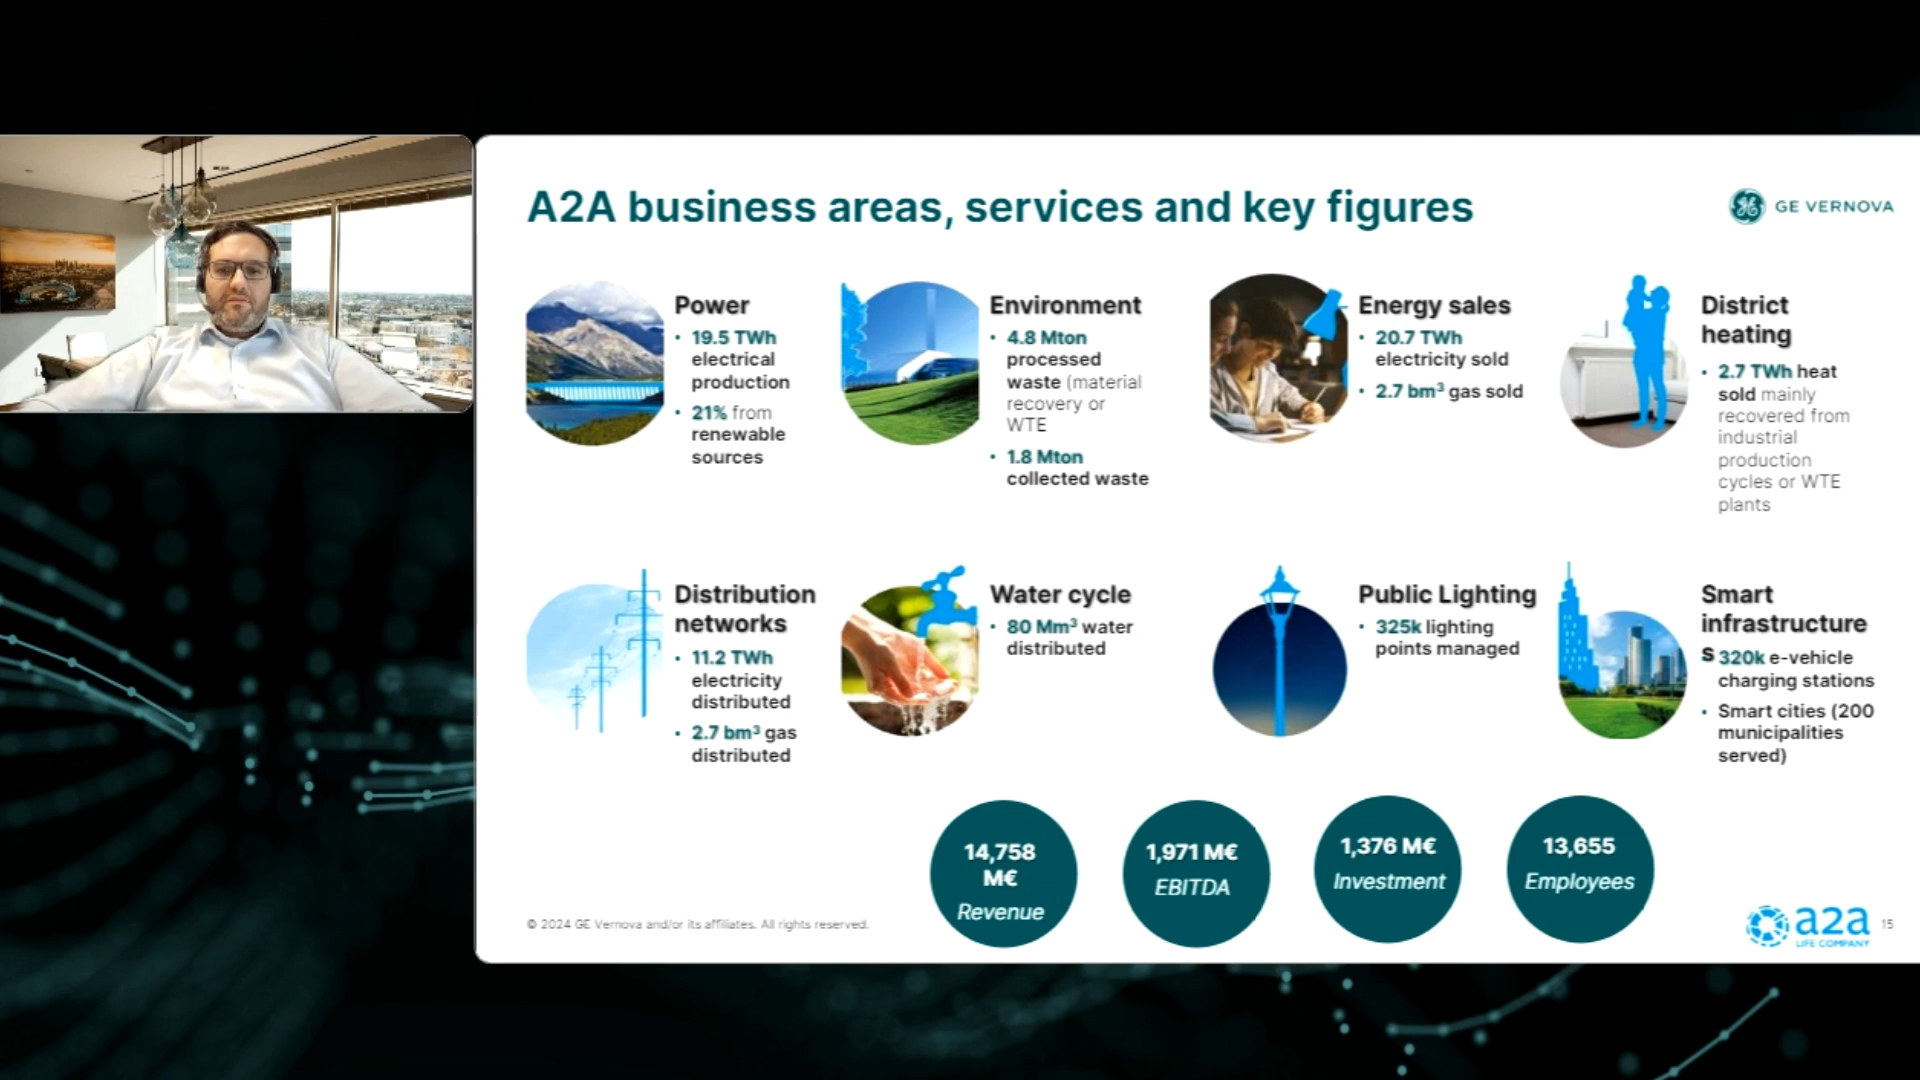 A2A business areas, services and key figures
GE VERNOVA
Power
• 19.5 TWh
electrical
production
• 21% from
renewable
sources
Environment
• 4.8 Mton
processed
waste (material
recovery or
WTE
• 1.8 Mton
collected waste
Energy sales
• 20.7 TWh
electricity sold
• 2.7 bm³ gas sold
District
heating
• 2.7 TWh heat
sold mainly
recovered from
industrial
production
cycles or WTE
plants
Distribution
networks
• 11.2 TWh
electricity
distributed
• 2.7 bm³ gas
distributed
Water cycle
• 80 Mm³ water
distributed
Public Lighting
• 325k lighting
points managed
Smart
infrastructure
s 320k e-vehicle
charging stations
• Smart cities (200
municipalities
served)
14,758
M€
Revenue
1,971 M€
EBITDA
1,376 M€
Investment
13,655
Employees
© 2024 GE Vernova and/or its affiliates. All rights reserved.
a2a
LIFE COMPANY
15